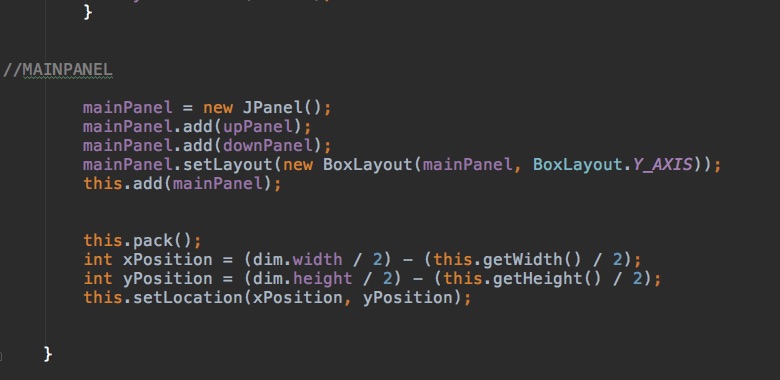 }
//MAINPANEL
mainPanel = new JPanel();
mainPanel.add(upPanel);
mainPanel.add(downPanel);
mainPanel.setLayout(new BoxLayout(mainPanel, BoxLayout.Y_AXIS));
this.add(mainPanel);
this.pack();
int xPosition = (dim.width / 2) - (this.getWidth() / 2);
int yPosition = (dim.height / 2) - (this.getHeight() / 2);
this.setLocation(xPosition, yPosition);
}